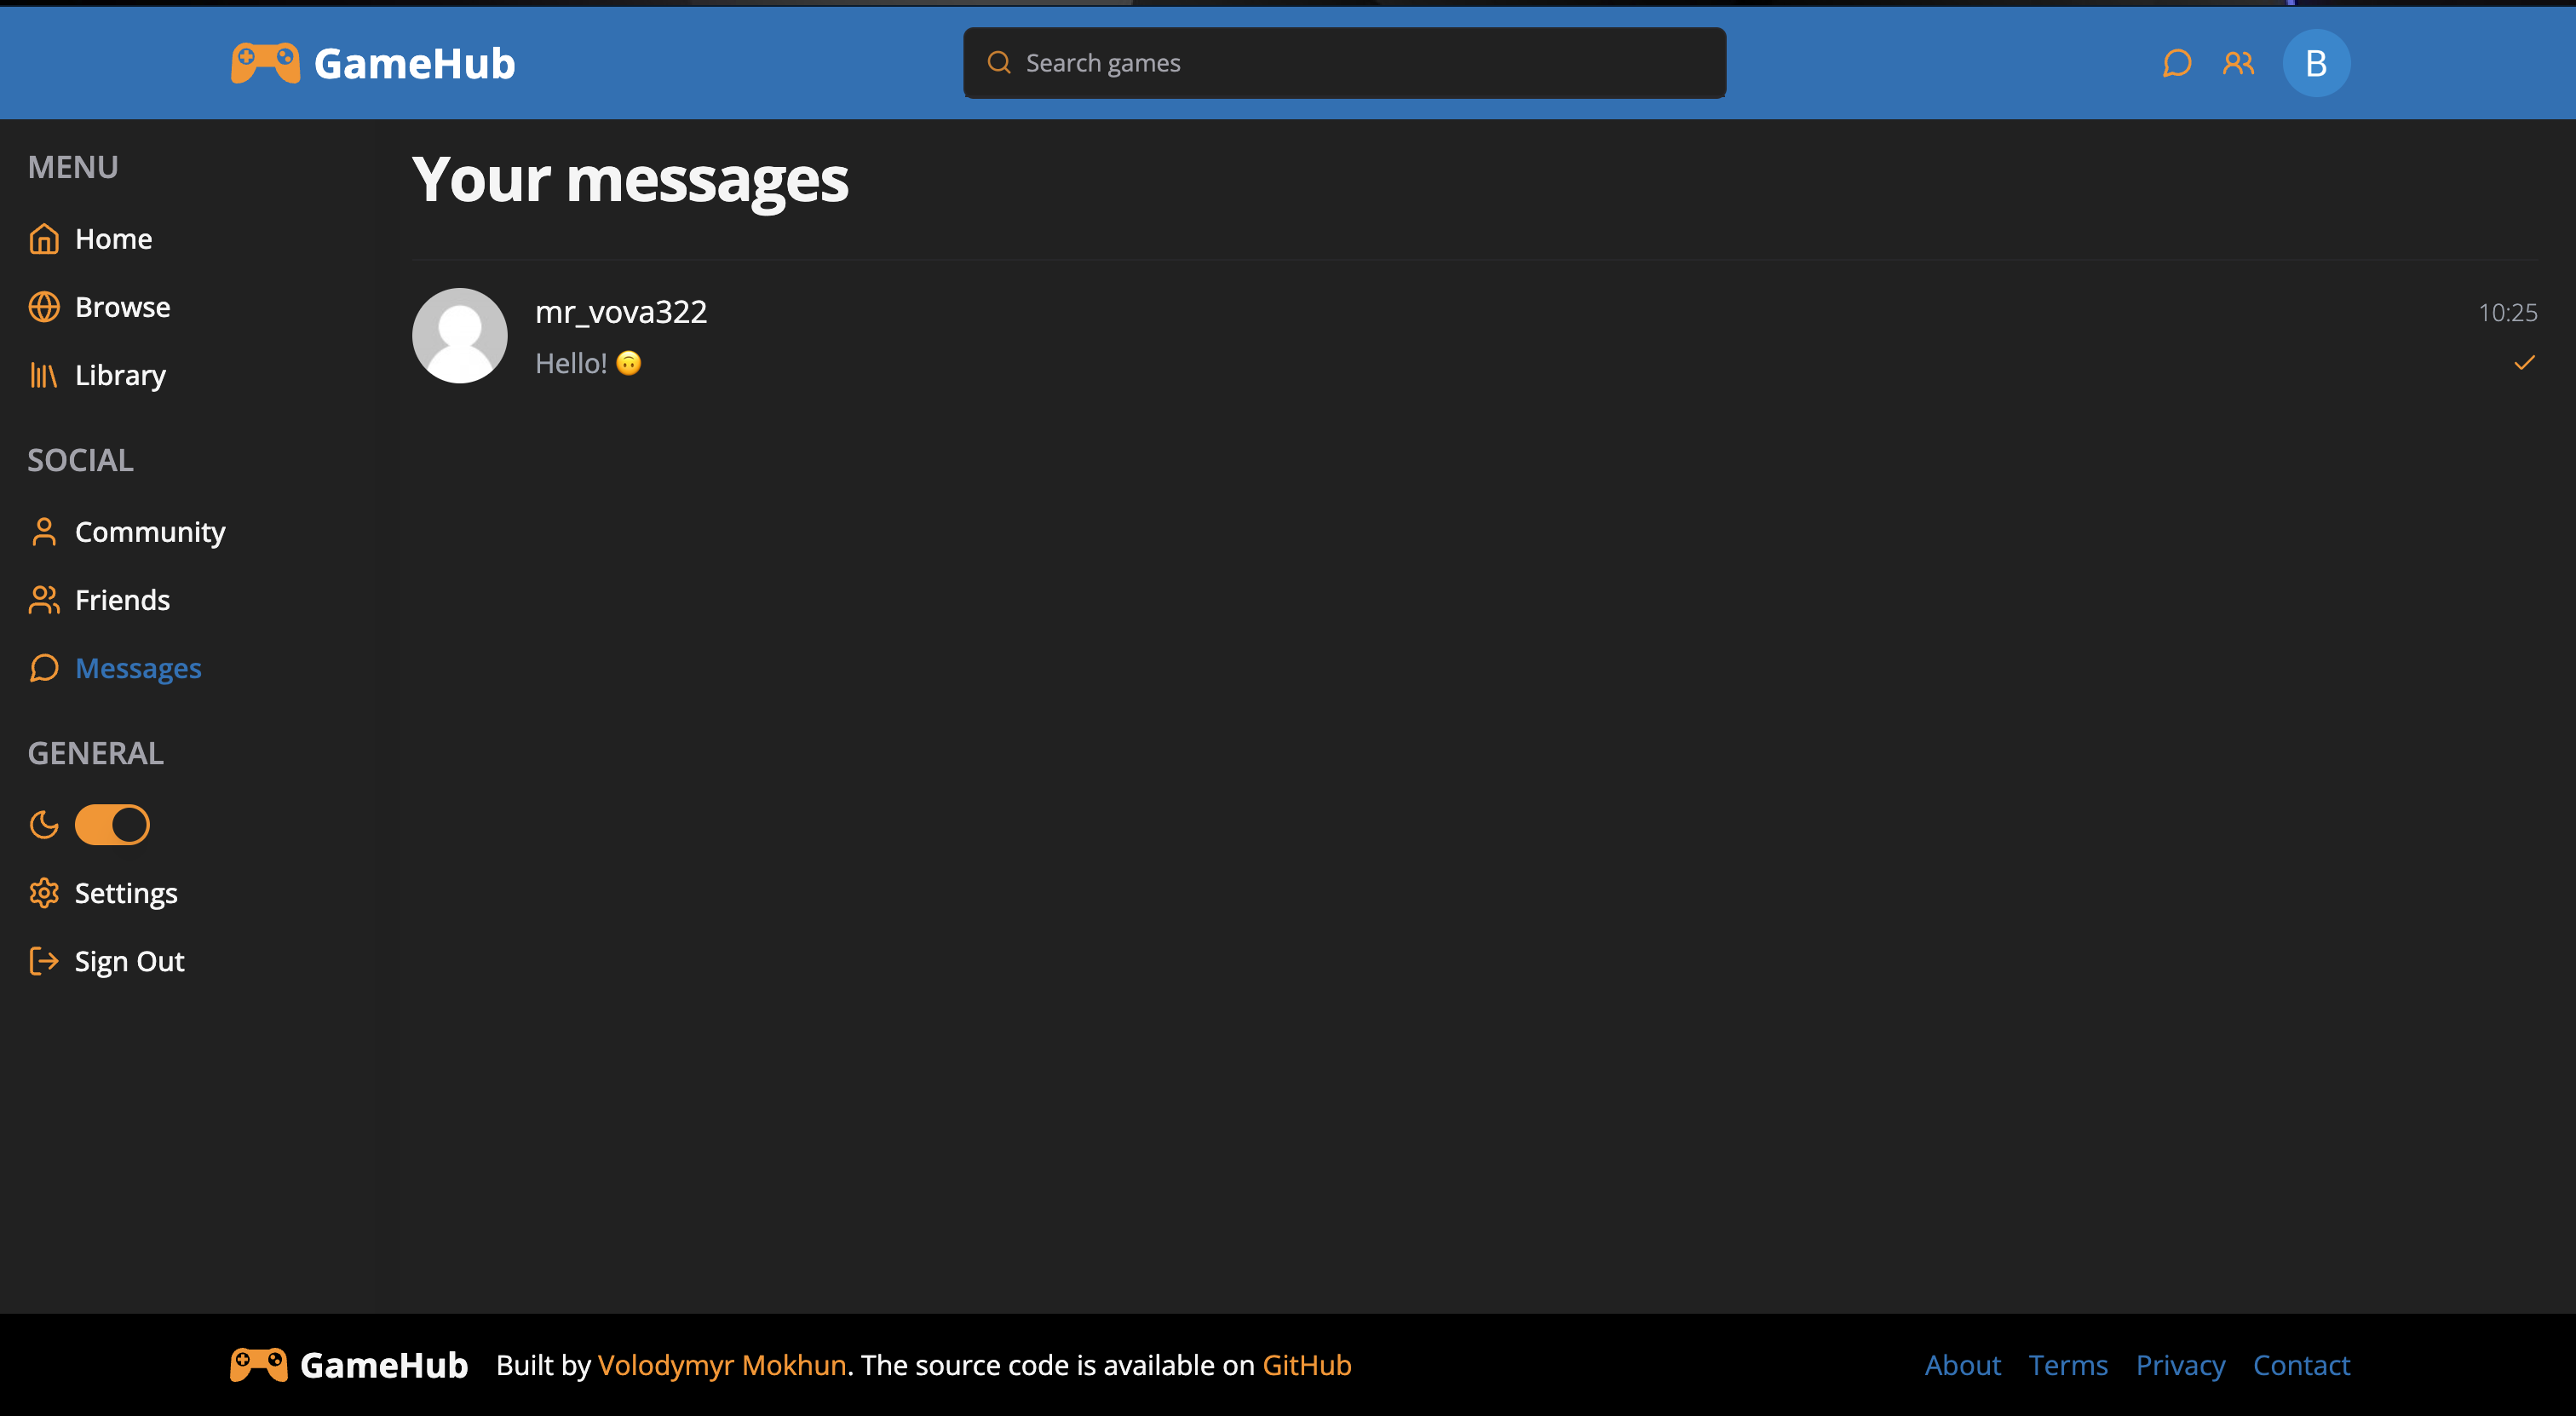 GameHub
Search games
B
MENU
Home
Browse
Library
SOCIAL
Community
Friends
Messages
GENERAL
Settings
Sign Out
Your messages
mr_vova322
10:25
Hello! 🙃
GameHub
Built by Volodymyr Mokhun. The source code is available on GitHub
About Terms Privacy Contact